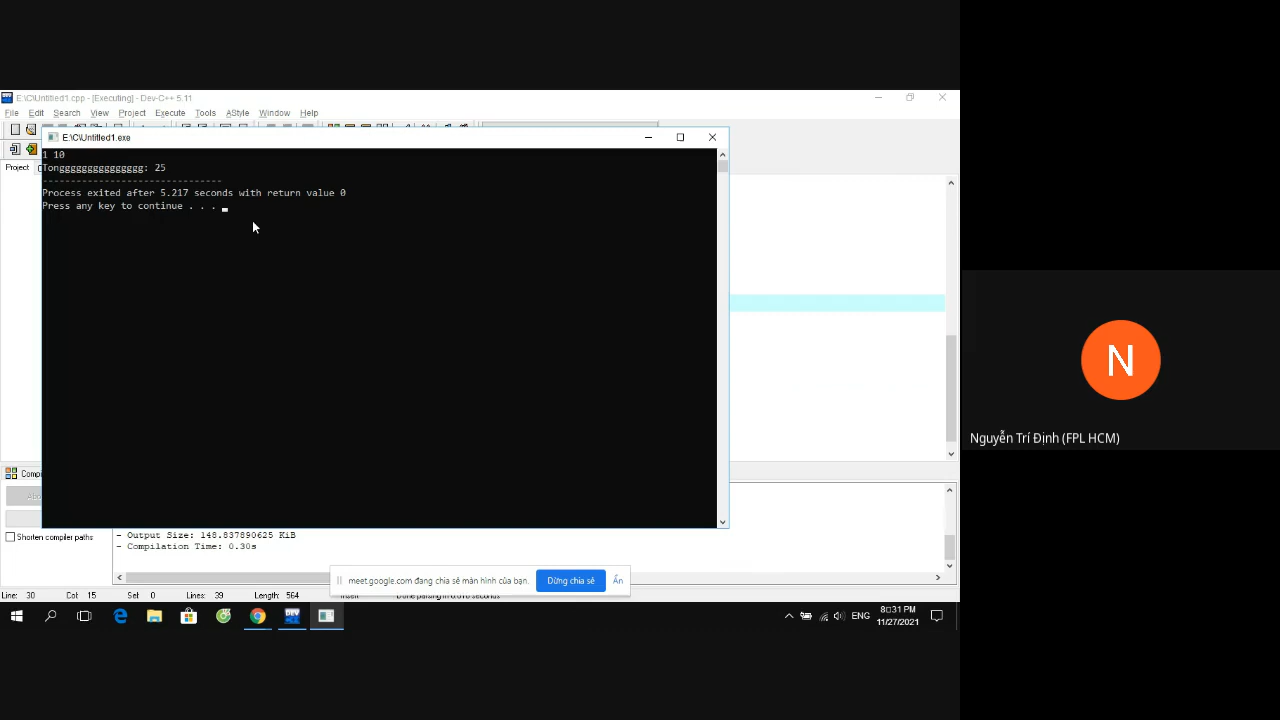 E:\C\Untitled1.cpp - [Executing] - Dev-C++ 5.11
File Edit Search View Project Execute Tools AStyle Window Help
E:\C\Untitled1.exe
Project
1 10
Tongggggggggggggggg: 25
--------------------------------
Process exited after 5.217 seconds with return value 0
Press any key to continue . . .
N
Nguyễn Trí Định (FPL HCM)
Shorten compiler paths
- Output Size: 148.837890625 KiB
- Compilation Time: 0.30s
meet.google.com đang chia sẻ màn hình của bạn. Dừng chia sẻ Ẩn
Line: 30 Col: 15 Sel: 0 Lines: 39 Length: 564 Insert
ENG
8:31 PM
11/27/2021